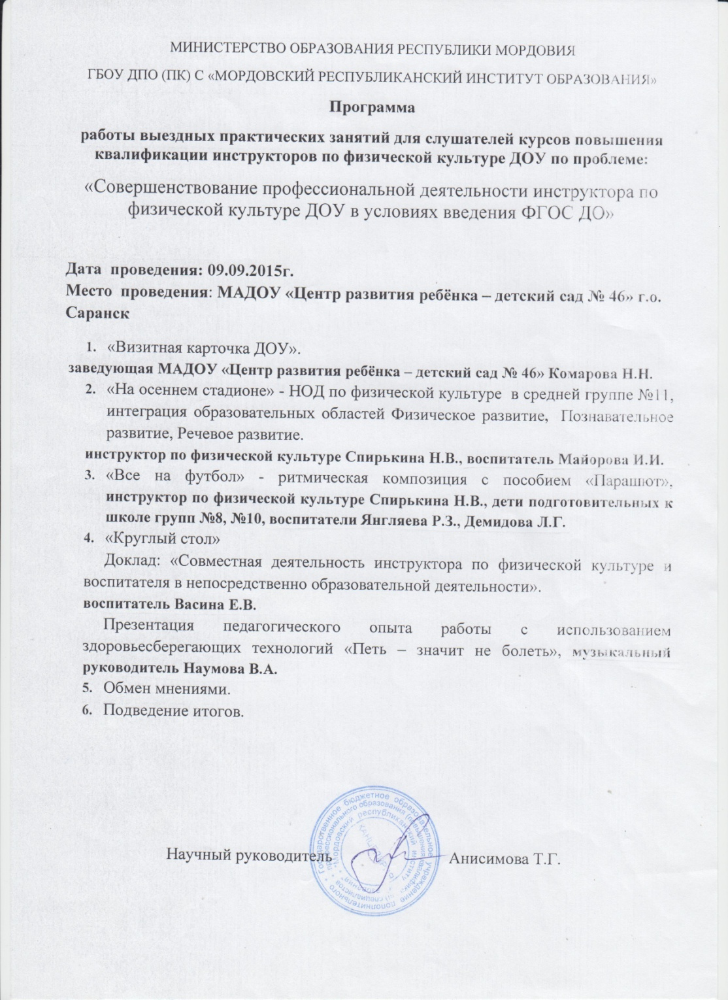 МИНИСТЕРСТВО ОБРАЗОВАНИЯ РЕСПУБЛИКИ МОРДОВИЯ
ГБОУ ДПО (ПК) С «МОРДОВСКИЙ РЕСПУБЛИКАНСКИЙ ИНСТИТУТ ОБРАЗОВАНИЯ»
Программа
работы выездных практических занятий для слушателей курсов повышения
квалификации инструкторов по физической культуре ДОУ по проблеме:
«Совершенствование профессиональной деятельности инструктора по
физической культуре ДОУ в условиях введения ФГОС ДО»
Дата проведения: 09.09.2015г.
Место проведения: МАДОУ «Центр развития ребёнка – детский сад № 46» г.о.
Саранск
1. «Визитная карточка ДОУ».
заведующая МАДОУ «Центр развития ребёнка – детский сад № 46» Комарова Н.Н.
2. «На осеннем стадионе» - НОД по физической культуре в средней группе №11,
интеграция образовательных областей Физическое развитие, Познавательное
развитие, Речевое развитие.
инструктор по физической культуре Спирькина Н.В., воспитатель Майорова И.И.
3. «Все на футбол» - ритмическая композиция с пособием «Парашют»,
инструктор по физической культуре Спирькина Н.В., дети подготовительных к
школе групп №8, №10, воспитатели Янгляева Р.З., Демидова Л.Г.
4. «Круглый стол»
Доклад: «Совместная деятельность инструктора по физической культуре и
воспитателя в непосредственно образовательной деятельности».
воспитатель Васина Е.В.
Презентация педагогического опыта работы с использованием
здоровьесберегающих технологий «Петь – значит не болеть», музыкальный
руководитель Наумова В.А.
5. Обмен мнениями.
6. Подведение итогов.
Научный руководитель Анисимова Т.Г.
Государственное бюджетное образовательное учреждение дополнительного
профессионального образования (повышения
специалистов
"Мордовский республиканский
образования"